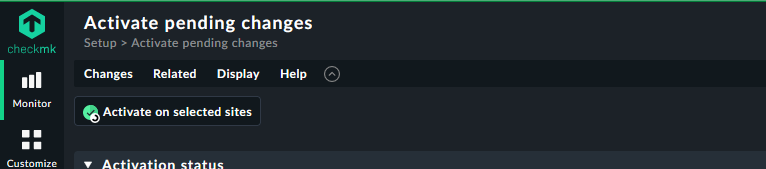 Activate pending changes
Setup > Activate pending changes
checkmk
Changes Related Display Help
Monitor
Activate on selected sites
Customize
Activation status